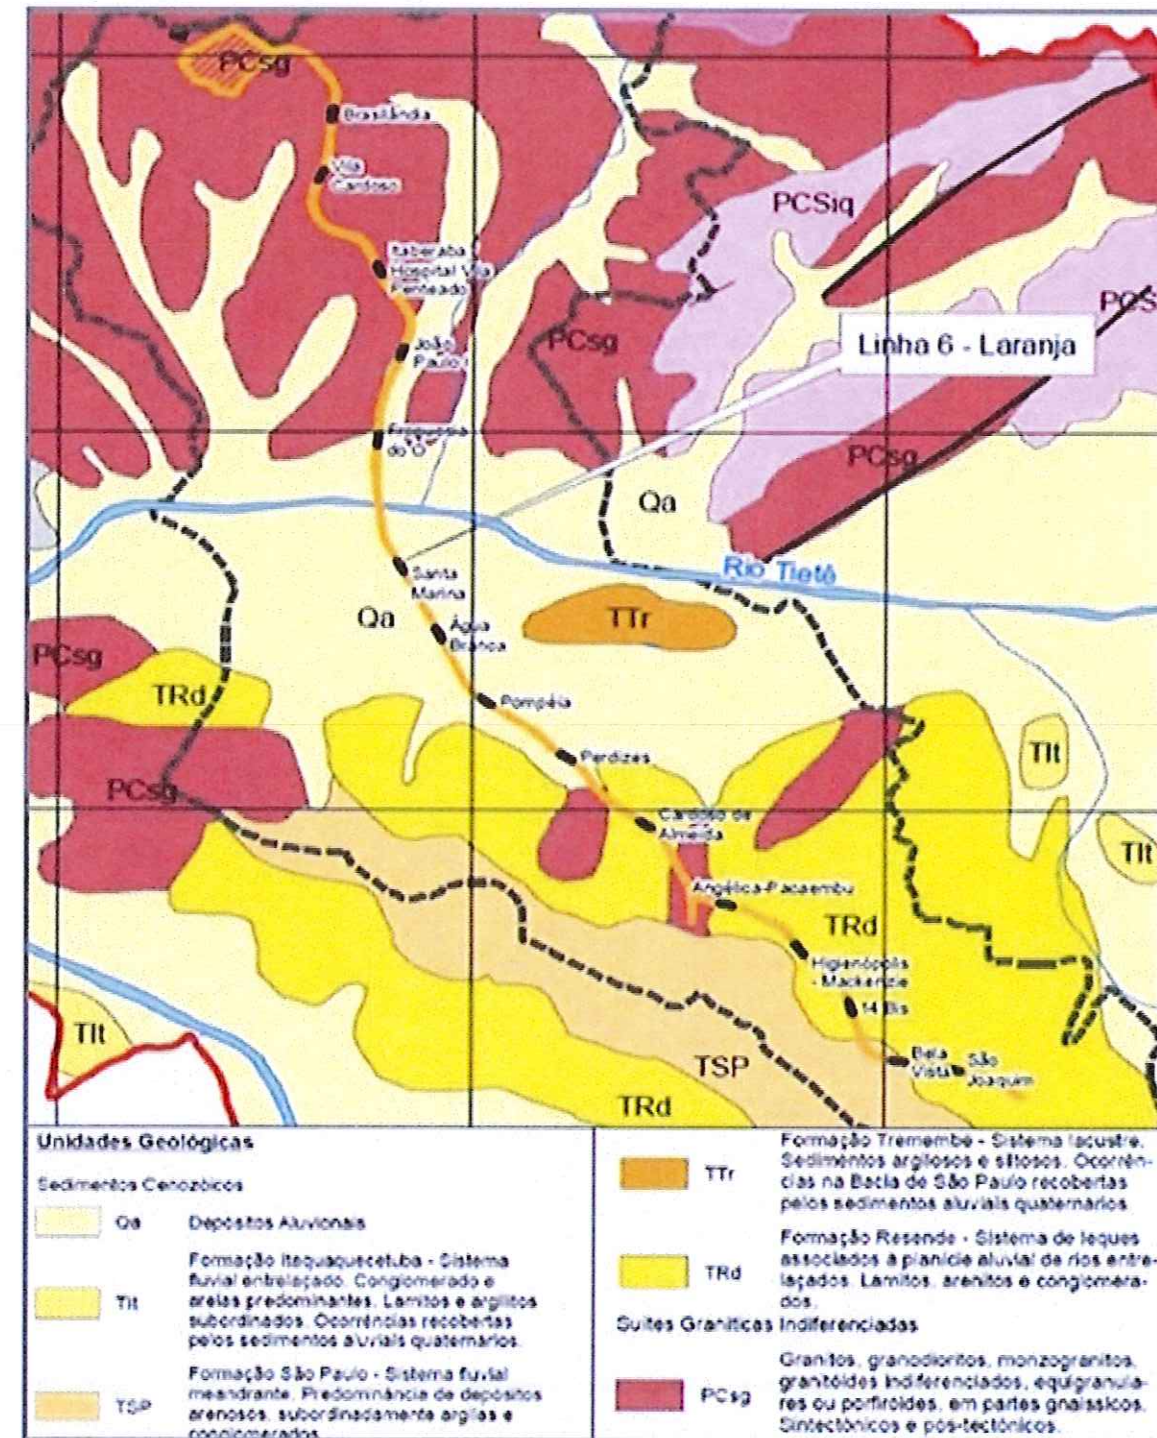 PCsg
Brasilândia
Vila
Cardoso
PCSiq
Itaberaba
Hospital Vila
Penteado
PCS
PCsg
Linha 6 - Laranja
João
Paulo I
Freguesia
do Ó
PCsg
Qa
Rio Tietê
Santa
Marina
Qa
Água
Branca
TTr
PCsg
TRd
Pompéia
Perdizes
TIt
PCsg
Cardoso de
Almeida
TIt
Angélica-Pacaembu
TRd
Higienópolis
- Mackenzie
14 Bis
TIt
TSP
Bela
Vista
São
Joaquim
TRd
Unidades Geológicas
Sedimentos Cenozóicos
Qa Depósitos Aluvionais
TIt
Formação Itaquaquecetuba - Sistema
fluvial entrelaçado. Conglomerado e
areias predominantes. Lamitos e argilitos
subordinados. Ocorrências recobertas
pelos sedimentos aluviais quaternários.
TSP
Formação São Paulo - Sistema fluvial
meandrante. Predominância de depósitos
arenosos, subordinadamente argilas e
conglomerados
TTr
Formação Tremembé - Sistema lacustre.
Sedimentos argilosos e siltosos. Ocorrên-
cias na Bacia de São Paulo recobertas
pelos sedimentos aluviais quaternários
TRd
Formação Resende - Sistema de leques
associados à planície aluvial de rios entre-
laçados. Lamitos, arenitos e conglomera-
dos.
Suítes Graníticas Indiferenciadas
PCsg
Granitos, granodioritos, monzogranitos,
granitóides indiferenciados, equigranula-
res ou porfiróides, em partes gnáissicos.
Sintectônicos e pós-tectônicos.